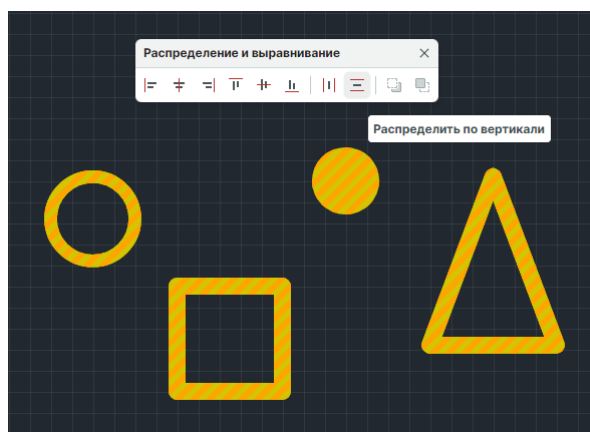 Распределение и выравнивание
Распределить по вертикали